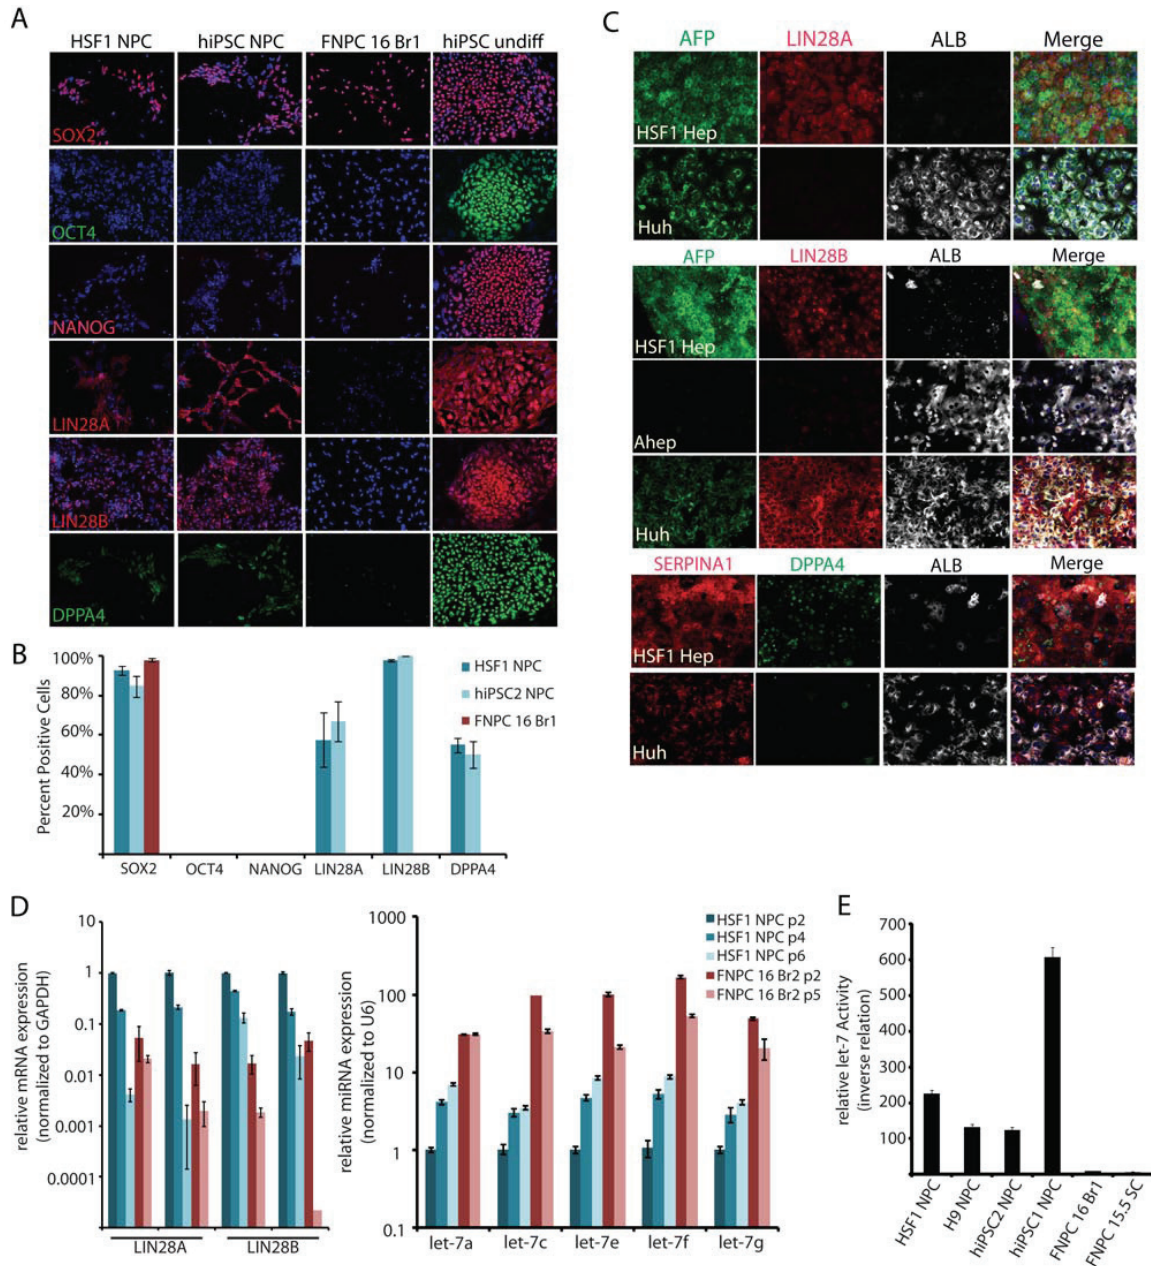 A
HSF1 NPC hiPSC NPC FNPC 16 Br1 hiPSC undiff
SOX2
OCT4
NANOG
LIN28A
LIN28B
DPPA4
B
Percent Positive Cells
100%
80%
60%
40%
20%
HSF1 NPC
hiPSC2 NPC
FNPC 16 Br1
SOX2 OCT4 NANOG LIN28A LIN28B DPPA4
C
AFP LIN28A ALB Merge
HSF1 Hep
Huh
AFP LIN28B ALB Merge
HSF1 Hep
Ahep
Huh
SERPINA1 DPPA4 ALB Merge
HSF1 Hep
Huh
D
relative mRNA expression
(normalized to GAPDH)
10
1
0.1
0.01
0.001
0.0001
LIN28A LIN28B
relative miRNA expression
(normalized to U6)
1000
100
10
1
0.1
HSF1 NPC p2
HSF1 NPC p4
HSF1 NPC p6
FNPC 16 Br2 p2
FNPC 16 Br2 p5
let-7a let-7c let-7e let-7f let-7g
E
relative let-7 Activity
(inverse relation)
700
600
500
400
300
200
100
HSF1 NPC
H9 NPC
hiPSC2 NPC
hiPSC1 NPC
FNPC 16 Br1
FNPC 15.5 SC